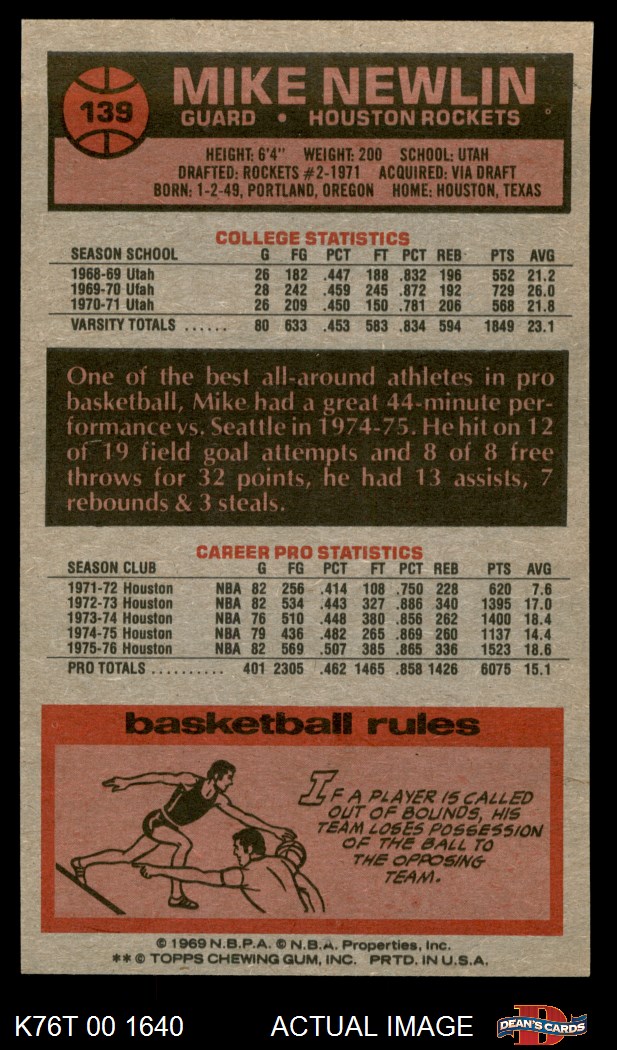 139
MIKE NEWLIN
GUARD • HOUSTON ROCKETS
HEIGHT: 6'4" WEIGHT: 200 SCHOOL: UTAH
DRAFTED: ROCKETS #2-1971 ACQUIRED: VIA DRAFT
BORN: 1-2-49, PORTLAND, OREGON HOME: HOUSTON, TEXAS
COLLEGE STATISTICS
SEASON SCHOOL G FG PCT FT PCT REB PTS AVG
1968-69 Utah 26 182 .447 188 .832 196 552 21.2
1969-70 Utah 28 242 .459 245 .872 192 729 26.0
1970-71 Utah 26 209 .450 150 .781 206 568 21.8
VARSITY TOTALS ...... 80 633 .453 583 .834 594 1849 23.1
One of the best all-around athletes in pro
basketball, Mike had a great 44-minute per-
formance vs. Seattle in 1974-75. He hit on 12
of 19 field goal attempts and 8 of 8 free
throws for 32 points, he had 13 assists, 7
rebounds & 3 steals.
CAREER PRO STATISTICS
SEASON CLUB G FG PCT FT PCT REB PTS AVG
1971-72 Houston NBA 82 256 .414 108 .750 228 620 7.6
1972-73 Houston NBA 82 534 .443 327 .886 340 1395 17.0
1973-74 Houston NBA 76 510 .448 380 .856 262 1400 18.4
1974-75 Houston NBA 79 436 .482 265 .869 260 1137 14.4
1975-76 Houston NBA 82 569 .507 385 .865 336 1523 18.6
PRO TOTALS .......... 401 2305 .462 1465 .858 1426 6075 15.1
basketball rules
IF A PLAYER IS CALLED
OUT OF BOUNDS, HIS
TEAM LOSES POSSESSION
OF THE BALL TO
THE OPPOSING
TEAM.
© 1969 N.B.P.A. © N.B.A. Properties, Inc.
** © TOPPS CHEWING GUM, INC. PRTD. IN U.S.A.
K76T 00 1640 ACTUAL IMAGE
D
DEAN'S CARDS